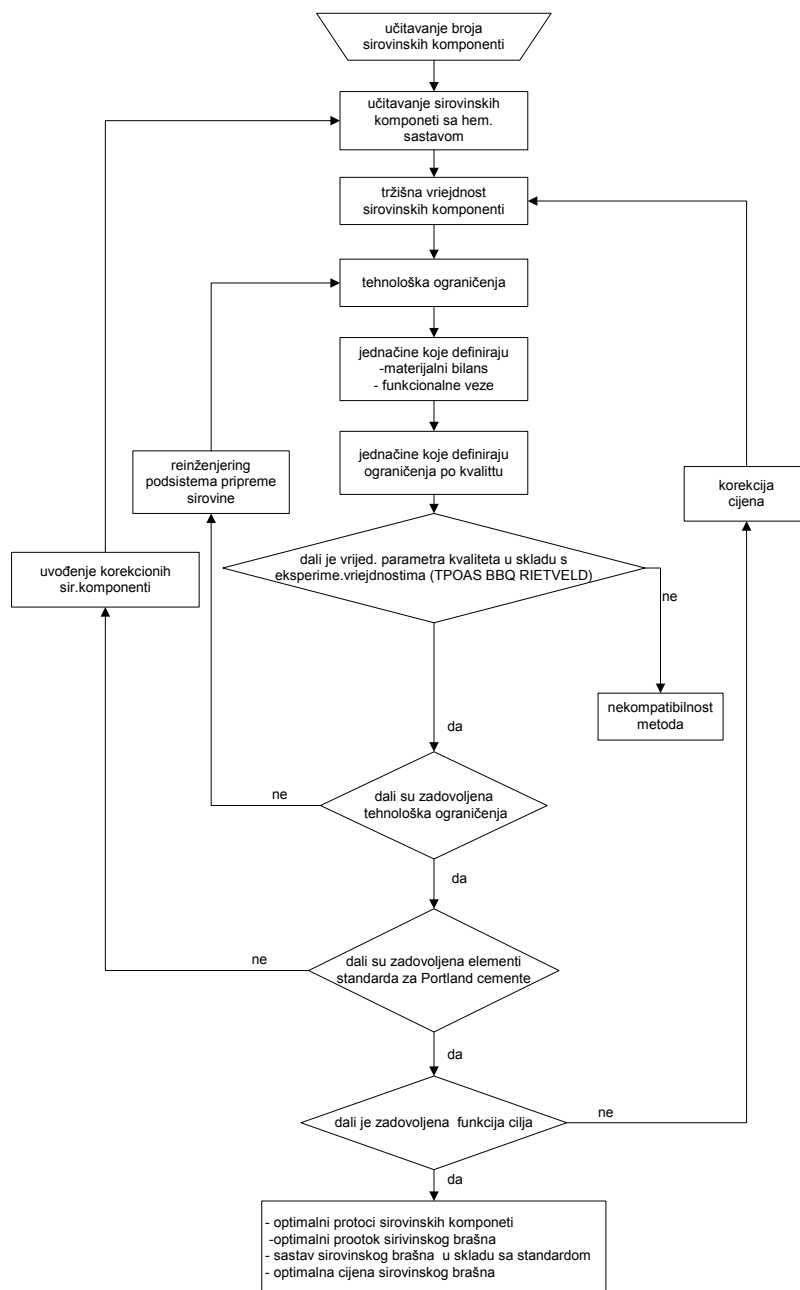 učitavanje broja
sirovinskih komponenti
učitavanje sirovinskih
komponeti sa hem.
sastavom
tržišna vriejdnost
sirovinskih komponenti
tehnološka ograničenja
jednačine koje definiraju
-materijalni bilans
- funkcionalne veze
jednačine koje definiraju
ograničenja po kvalittu
reinženjering
podsistema pripreme
sirovine
korekcija
cijena
uvođenje korekcionih
sir.komponenti
dali je vrijed. parametra kvaliteta u skladu s
eksperime.vriejdnostima (TPOAS BBQ RIETVELD)
ne
nekompatibilnost
metoda
da
ne
dali su zadovoljena
tehnološka ograničenja
da
ne
dali su zadovoljena elementi
standarda za Portland cemente
da
dali je zadovoljena funkcija cilja
ne
da
- optimalni protoci sirovinskih komponeti
-optimalni prootok sirivinskog brašna
- sastav sirovinskog brašna u skladu sa standardom
- optimalna cijena sirovinskog brašna